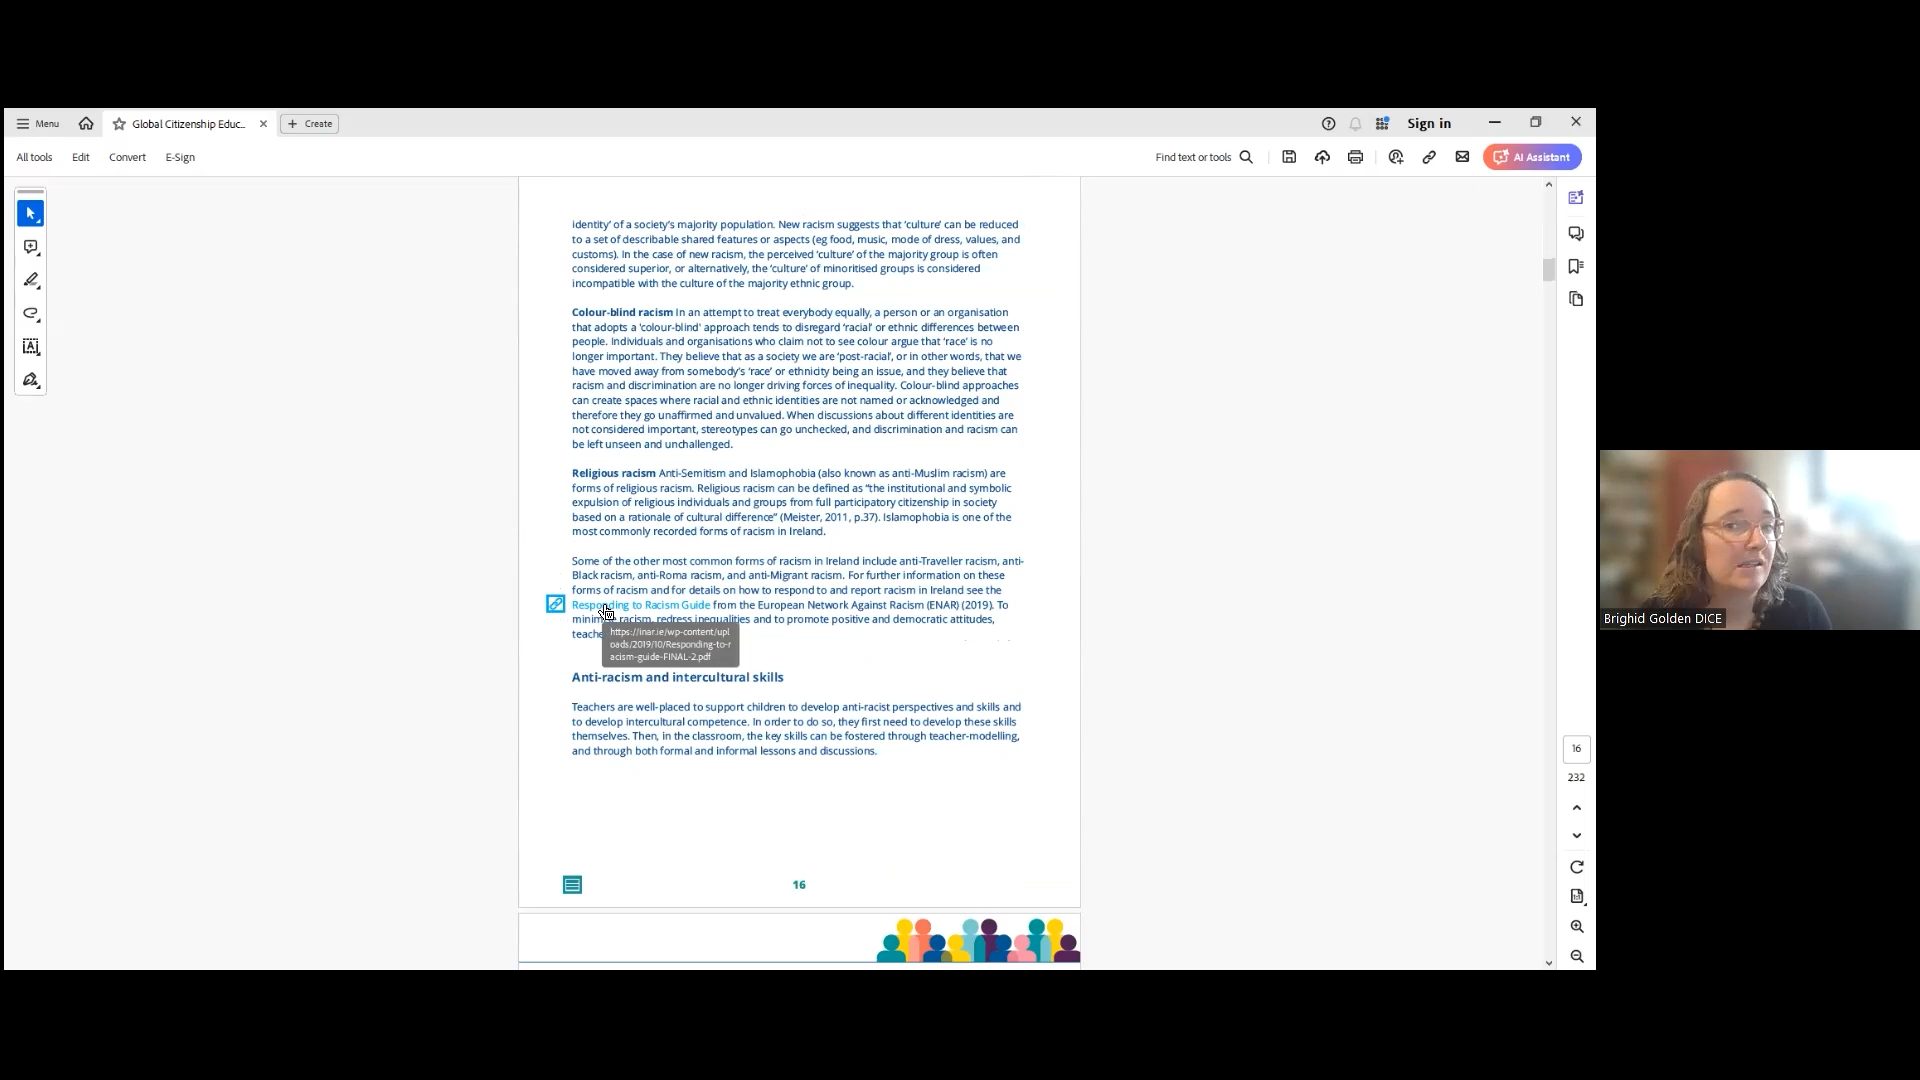 Menu
Global Citizenship Educ...
Create
Sign in
All tools
Edit
Convert
E-Sign
Find text or tools
AI Assistant
identity’ of a society’s majority population. New racism suggests that ‘culture’ can be reduced
to a set of describable shared features or aspects (eg food, music, mode of dress, values, and
customs). In the case of new racism, the perceived ‘culture’ of the majority group is often
considered superior, or alternatively, the ‘culture’ of minoritised groups is considered
incompatible with the culture of the majority ethnic group.
Colour-blind racism In an attempt to treat everybody equally, a person or an organisation
that adopts a 'colour-blind' approach tends to disregard ‘racial’ or ethnic differences between
people. Individuals and organisations who claim not to see colour argue that ‘race’ is no
longer important. They believe that as a society we are ‘post-racial’, or in other words, that we
have moved away from somebody’s ‘race’ or ethnicity being an issue, and they believe that
racism and discrimination are no longer driving forces of inequality. Colour-blind approaches
can create spaces where racial and ethnic identities are not named or acknowledged and
therefore they go unaffirmed and unvalued. When discussions about different identities are
not considered important, stereotypes can go unchecked, and discrimination and racism can
be left unseen and unchallenged.
Religious racism Anti-Semitism and Islamophobia (also known as anti-Muslim racism) are
forms of religious racism. Religious racism can be defined as “the institutional and symbolic
expulsion of religious individuals and groups from full participatory citizenship in society
based on a rationale of cultural difference” (Meister, 2011, p.37). Islamophobia is one of the
most commonly recorded forms of racism in Ireland.
Some of the other most common forms of racism in Ireland include anti-Traveller racism, anti-
Black racism, anti-Roma racism, and anti-Migrant racism. For further information on these
forms of racism and for details on how to respond to and report racism in Ireland see the
Responding to Racism Guide from the European Network Against Racism (ENAR) (2019). To
racism, redress inequalities and to promote positive and democratic attitudes,
https://inar.ie/wp-content/upl
oads/2019/10/Responding-to-r
acism-guide-FINAL-2.pdf
Anti-racism and intercultural skills
Teachers are well-placed to support children to develop anti-racist perspectives and skills and
to develop intercultural competence. In order to do so, they first need to develop these skills
themselves. Then, in the classroom, the key skills can be fostered through teacher-modelling,
and through both formal and informal lessons and discussions.
16
16
232
Brighid Golden DICE